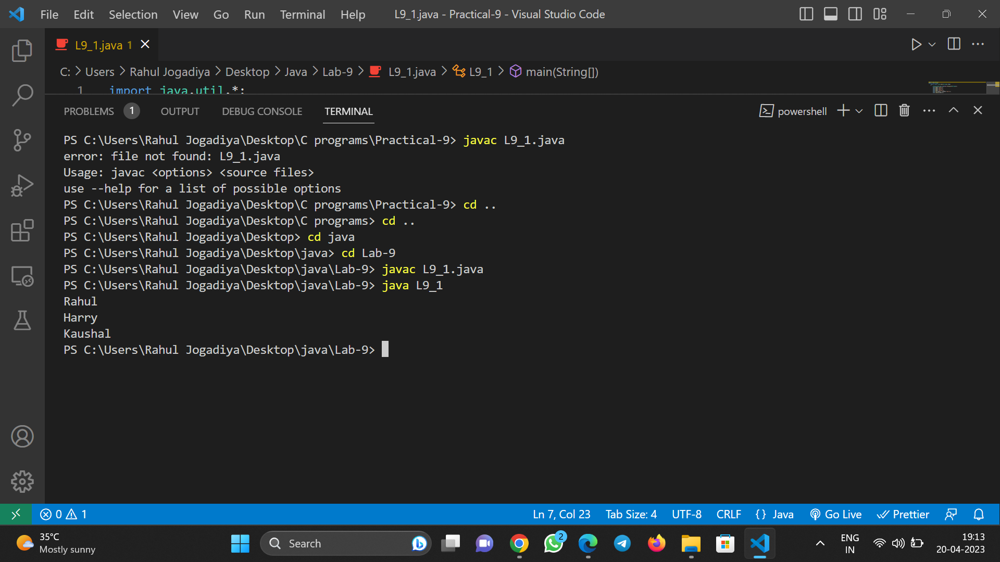 File Edit Selection View Go Run Terminal Help L9_1.java - Practical-9 - Visual Studio Code
L9_1.java 1
C: > Users > Rahul Jogadiya > Desktop > Java > Lab-9 > L9_1.java > L9_1 > main(String[])
1 import java.util.*;
PROBLEMS 1 OUTPUT DEBUG CONSOLE TERMINAL powershell
PS C:\Users\Rahul Jogadiya\Desktop\C programs\Practical-9> javac L9_1.java
error: file not found: L9_1.java
Usage: javac <options> <source files>
use --help for a list of possible options
PS C:\Users\Rahul Jogadiya\Desktop\C programs\Practical-9> cd ..
PS C:\Users\Rahul Jogadiya\Desktop\C programs> cd ..
PS C:\Users\Rahul Jogadiya\Desktop> cd java
PS C:\Users\Rahul Jogadiya\Desktop\java> cd Lab-9
PS C:\Users\Rahul Jogadiya\Desktop\java\Lab-9> javac L9_1.java
PS C:\Users\Rahul Jogadiya\Desktop\java\Lab-9> java L9_1
Rahul
Harry
Kaushal
PS C:\Users\Rahul Jogadiya\Desktop\java\Lab-9>
0 1 Ln 7, Col 23 Tab Size: 4 UTF-8 CRLF {} Java Go Live Prettier
35°C
Mostly sunny
Search
2
ENG
IN
19:13
20-04-2023